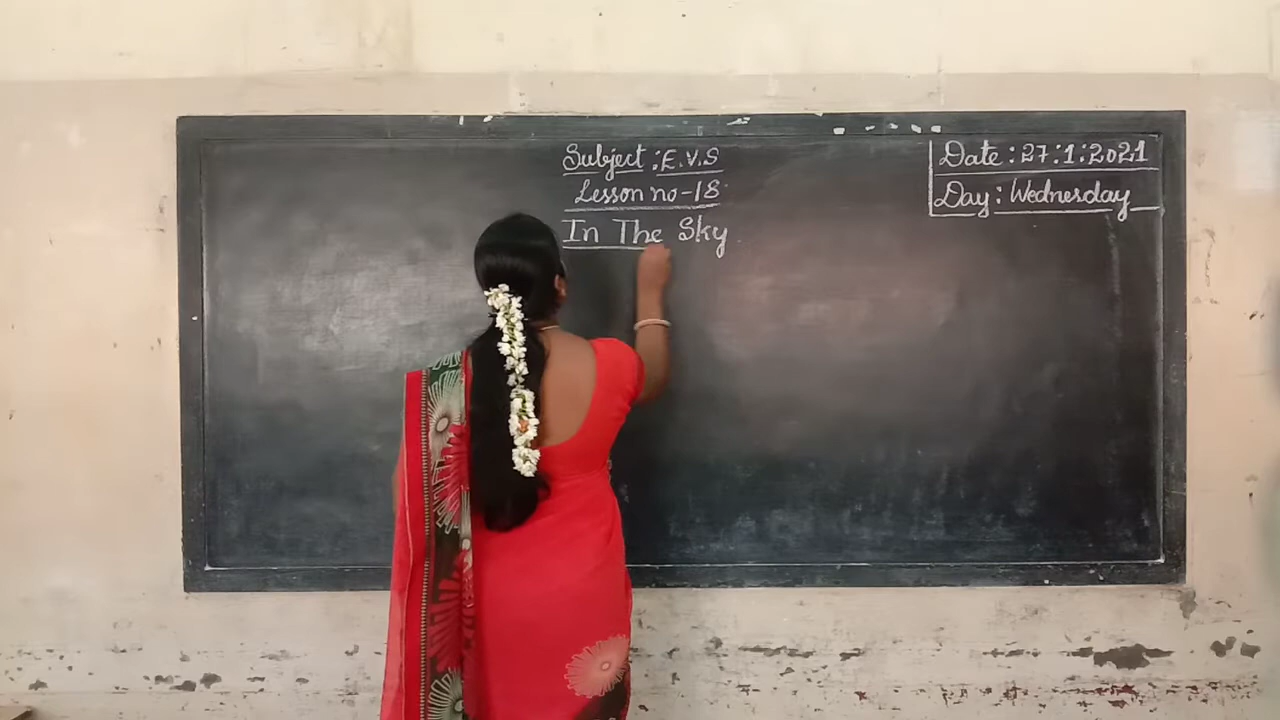 Subject : E.V.S
Lesson no-18
In The Sky
Date : 27:1:2021
Day : Wednesday